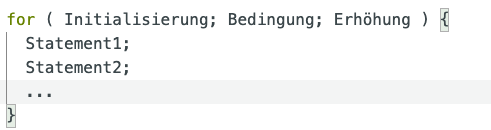 for ( Initialisierung; Bedingung; Erhöhung ) {
Statement1;
Statement2;
...
}